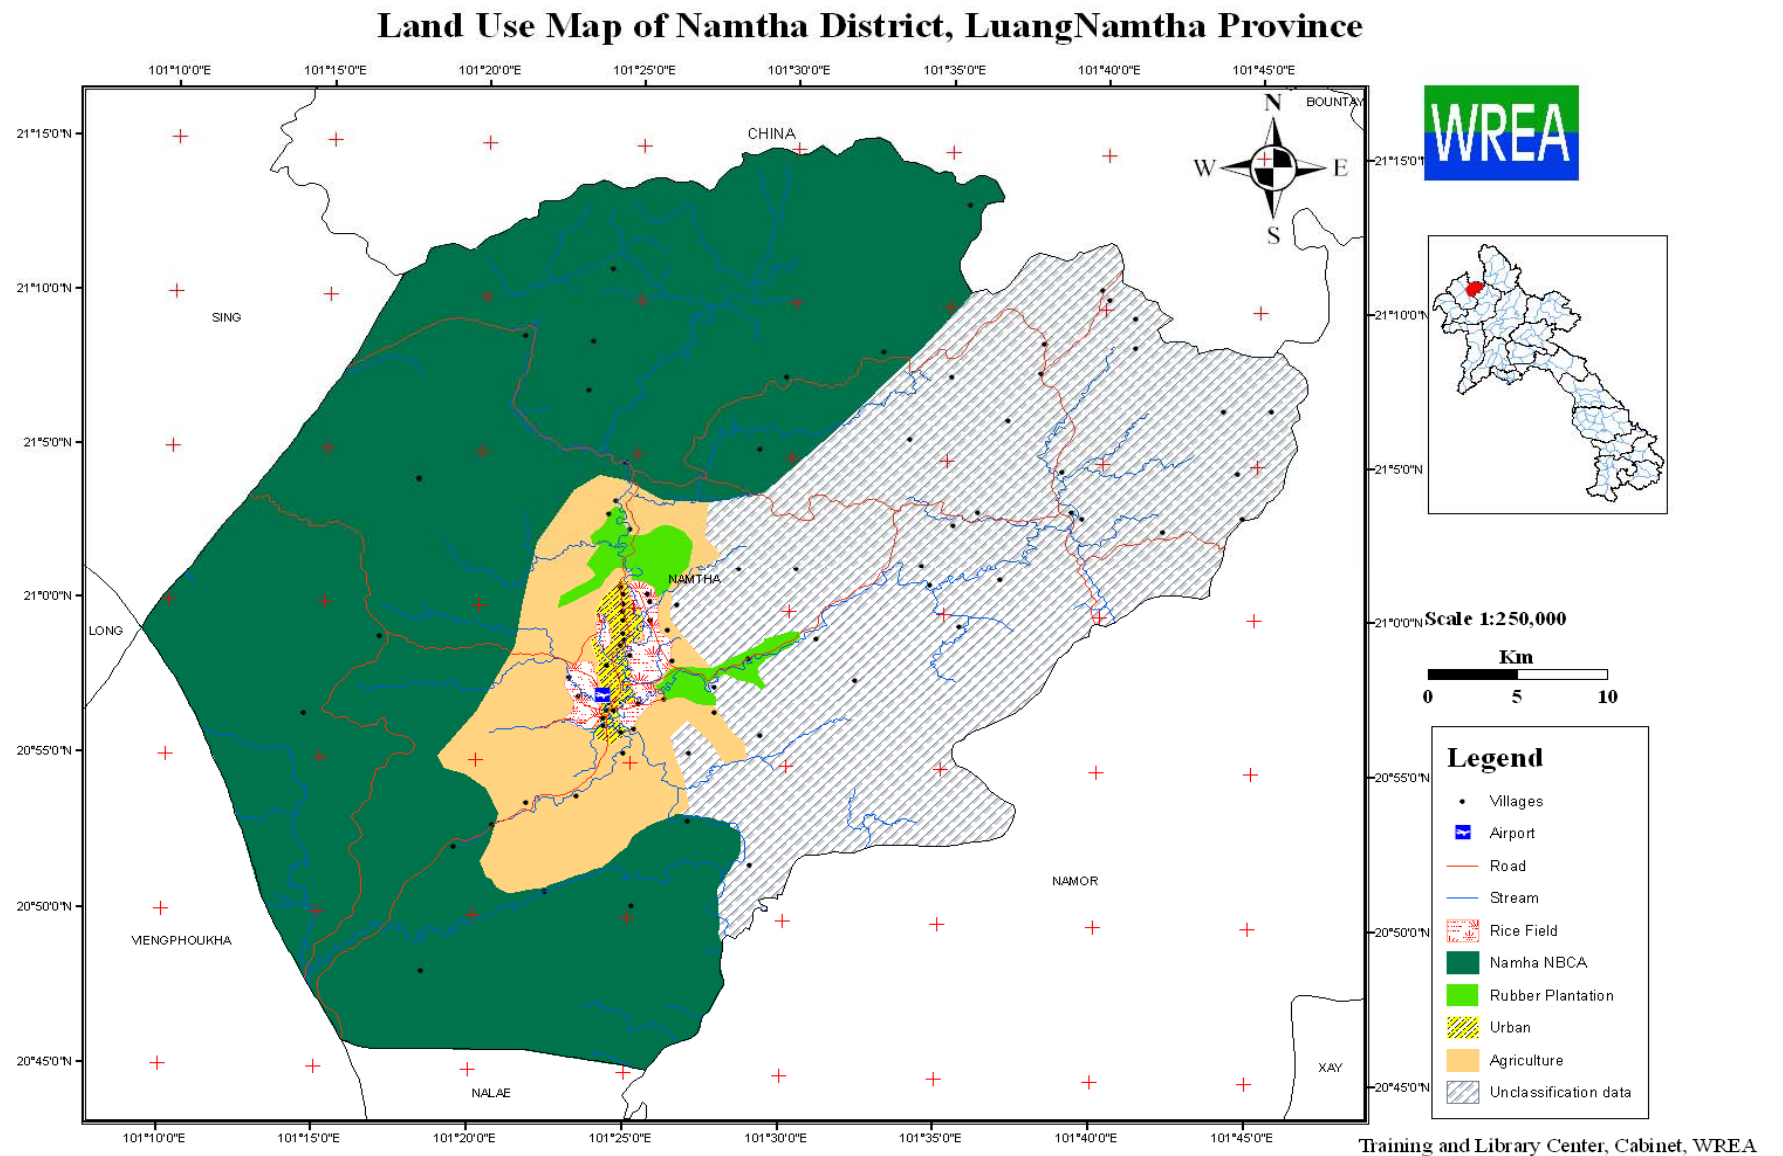 Land Use Map of Namtha District, LuangNamtha Province
101°10'0"E 101°15'0"E 101°20'0"E 101°25'0"E 101°30'0"E 101°35'0"E 101°40'0"E 101°45'0"E
N
BOUNTAY
WREA
21°15'0"N
CHINA
W
E
21°15'0"
S
21°10'0"N
SING
21°10'0"N
21°5'0"N
21°5'0"N
NAMTHA
21°0'0"N
21°0'0"N
Scale 1:250,000
LONG
Km
0 5 10
20°55'0"N
20°55'0"N
Legend
Villages
Airport
Road
Stream
Rice Field
Namha NBCA
Rubber Plantation
Urban
Agriculture
Unclassification data
NAMOR
20°50'0"N
20°50'0"N
VIENGPHOUKHA
20°45'0"N
20°45'0"N
XAY
NALAE
101°10'0"E 101°15'0"E 101°20'0"E 101°25'0"E 101°30'0"E 101°35'0"E 101°40'0"E 101°45'0"E
Training and Library Center, Cabinet, WREA